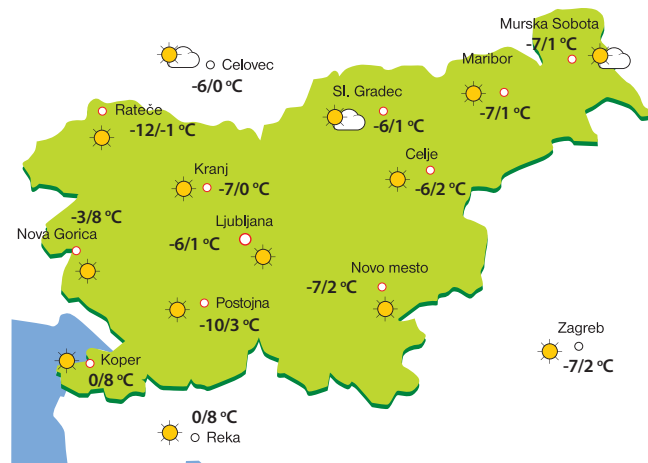 Murska Sobota
-7/1 °C
Maribor
-7/1 °C
Celovec
-6/0 °C
Sl. Gradec
-6/1 °C
Rateče
-12/-1 °C
Celje
-6/2 °C
Kranj
-7/0 °C
-3/8 °C
Nova Gorica
Ljubljana
-6/1 °C
Novo mesto
-7/2 °C
Postojna
-10/3 °C
Zagreb
-7/2 °C
Koper
0/8 °C
0/8 °C
Reka